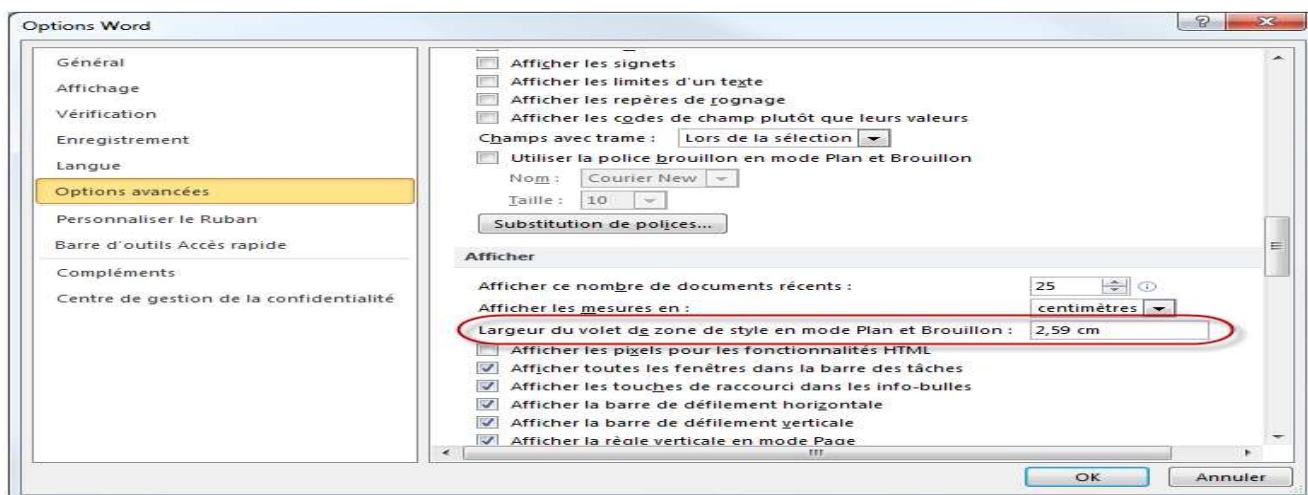 Options Word
Général
Affichage
Vérification
Enregistrement
Langue
Options avancées
Personnaliser le Ruban
Barre d'outils Accès rapide
Compléments
Centre de gestion de la confidentialité
Afficher les signets
Afficher les limites d'un texte
Afficher les repères de rognage
Afficher les codes de champ plutôt que leurs valeurs
Champs avec trame : Lors de la sélection
Utiliser la police brouillon en mode Plan et Brouillon
Nom : Courier New
Taille : 10
Substitution de polices...
Afficher
Afficher ce nombre de documents récents : 25
Afficher les mesures en : centimètres
Largeur du volet de zone de style en mode Plan et Brouillon : 2,59 cm
Afficher les pixels pour les fonctionnalités HTML
Afficher toutes les fenêtres dans la barre des tâches
Afficher les touches de raccourci dans les info-bulles
Afficher la barre de défilement horizontale
Afficher la barre de défilement verticale
Afficher la règle verticale en mode Page
OK Annuler